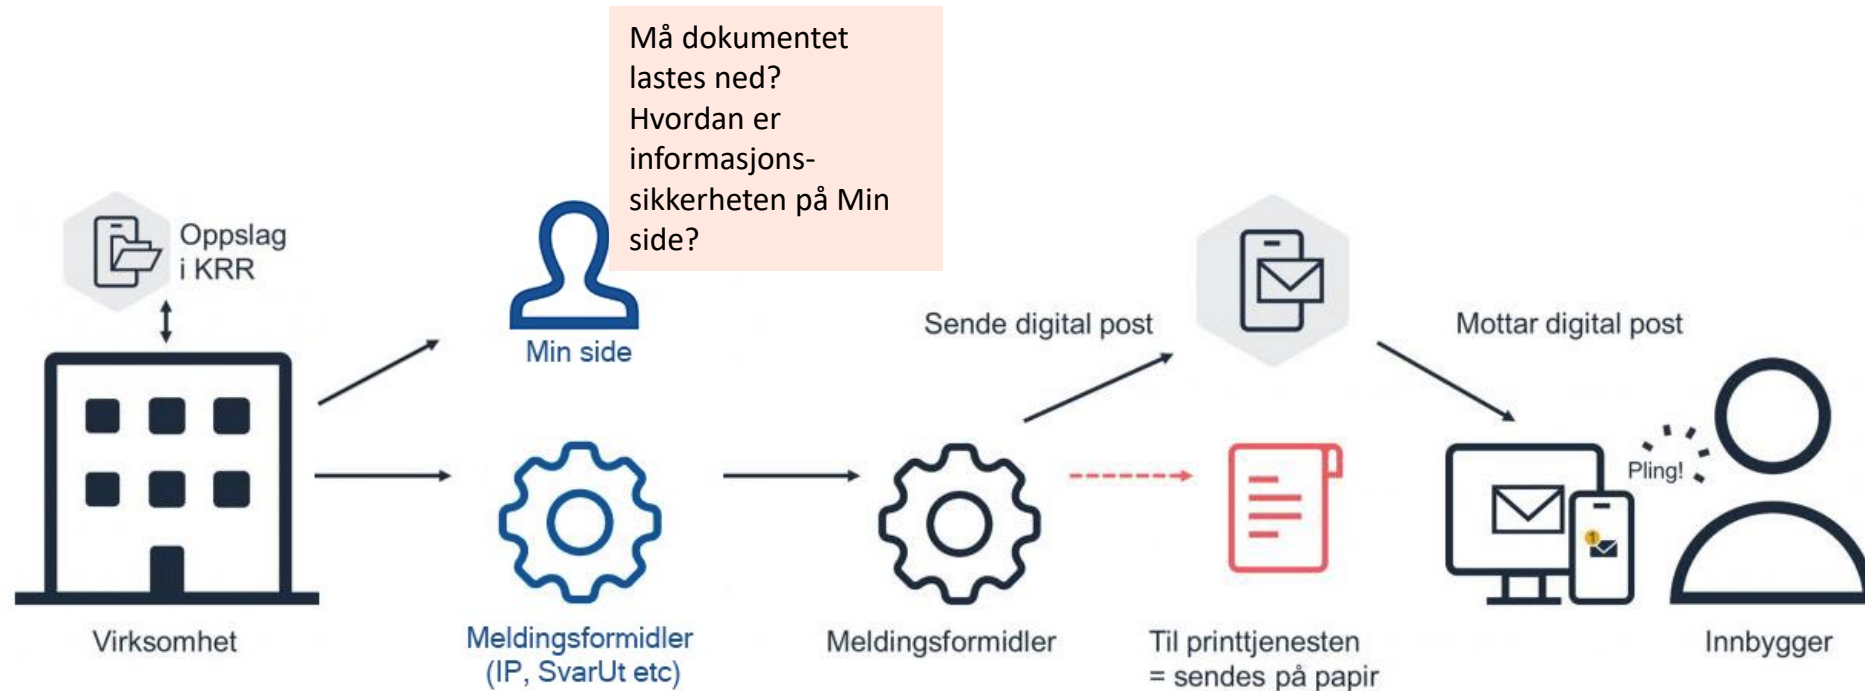 Må dokumentet
lastes ned?
Hvordan er
informasjons-
sikkerheten på Min
side?
Oppslag
i KRR
Min side
Sende digital post
Mottar digital post
Pling!
1
Virksomhet
Meldingsformidler
(IP, SvarUt etc)
Meldingsformidler
Til printtjenesten
= sendes på papir
Innbygger